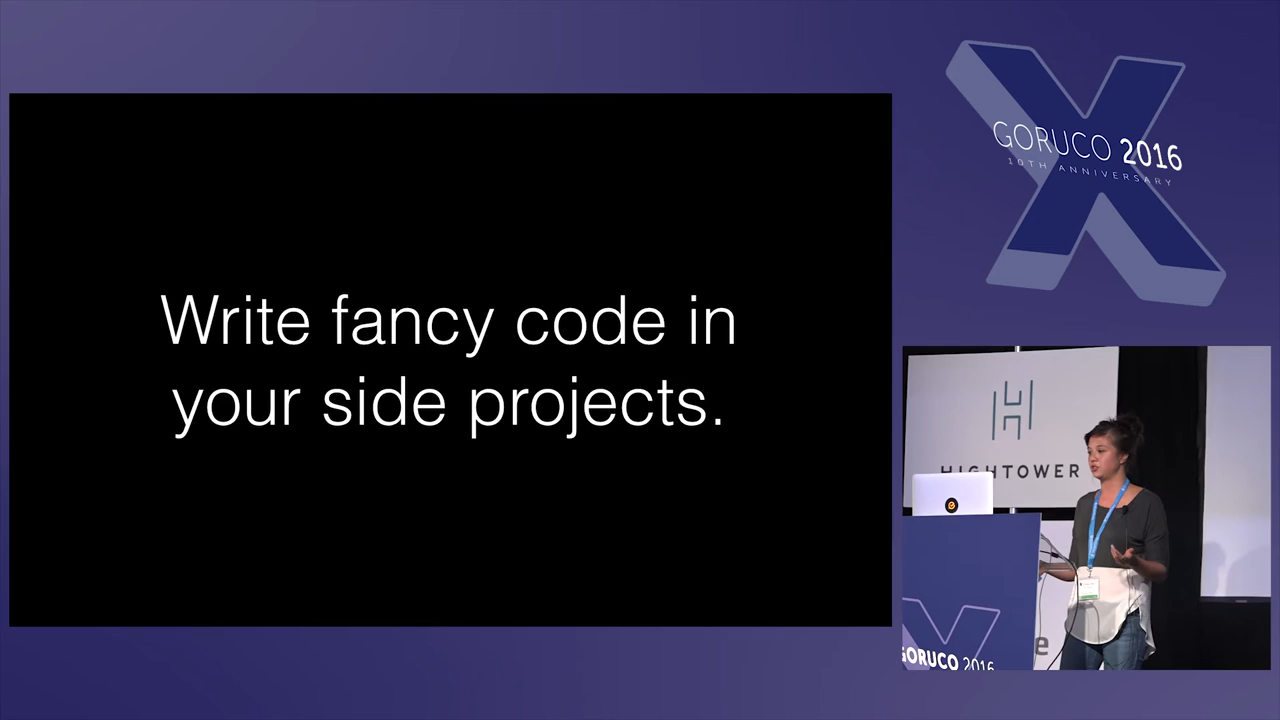 Write fancy code in
your side projects.
GORUCO 2016
10TH ANNIVERSARY
HIGHTOWER
GORUCO 2016